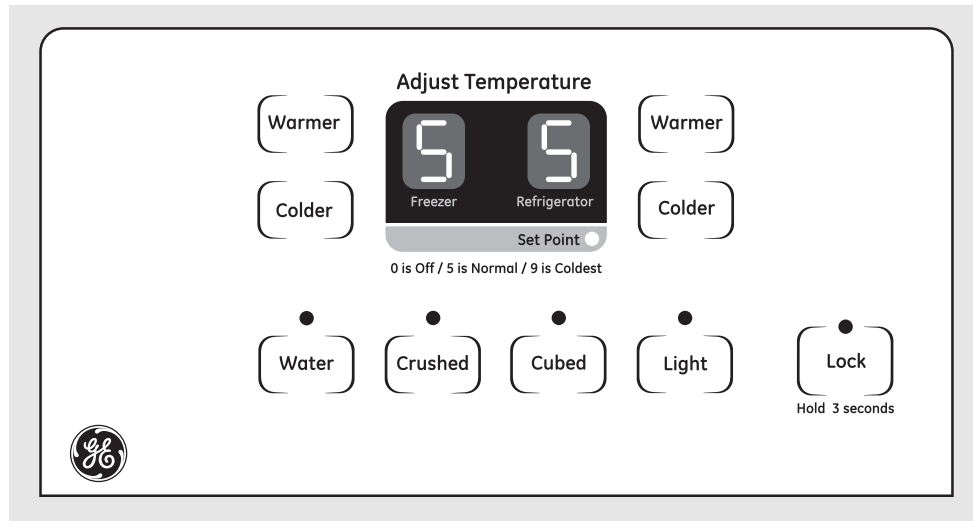 Adjust Temperature
Warmer
5 5
Warmer
Freezer Refrigerator
Colder
Colder
Set Point
0 is Off / 5 is Normal / 9 is Coldest
Water
Crushed
Cubed
Light
Lock
Hold 3 seconds
GE